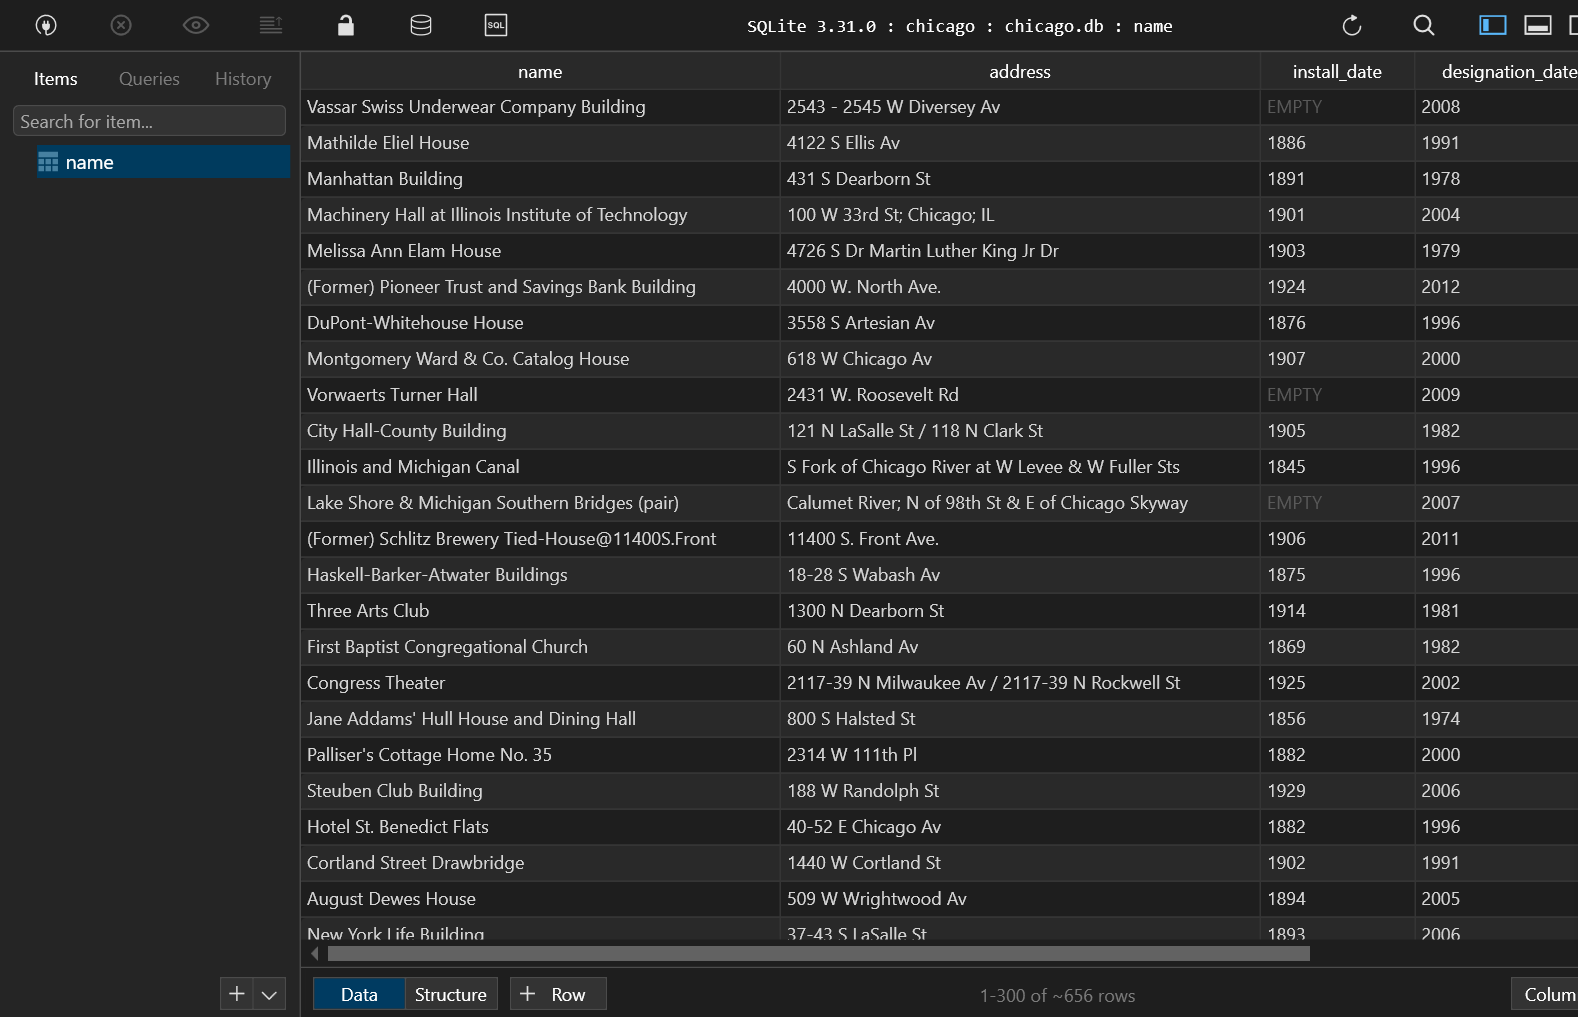 SQL
SQLite 3.31.0 : chicago : chicago.db : name
Items Queries History
Search for item...
name
name address install_date designation_date
Vassar Swiss Underwear Company Building 2543 - 2545 W Diversey Av EMPTY 2008
Mathilde Eliel House 4122 S Ellis Av 1886 1991
Manhattan Building 431 S Dearborn St 1891 1978
Machinery Hall at Illinois Institute of Technology 100 W 33rd St; Chicago; IL 1901 2004
Melissa Ann Elam House 4726 S Dr Martin Luther King Jr Dr 1903 1979
(Former) Pioneer Trust and Savings Bank Building 4000 W. North Ave. 1924 2012
DuPont-Whitehouse House 3558 S Artesian Av 1876 1996
Montgomery Ward & Co. Catalog House 618 W Chicago Av 1907 2000
Vorwaerts Turner Hall 2431 W. Roosevelt Rd EMPTY 2009
City Hall-County Building 121 N LaSalle St / 118 N Clark St 1905 1982
Illinois and Michigan Canal S Fork of Chicago River at W Levee & W Fuller Sts 1845 1996
Lake Shore & Michigan Southern Bridges (pair) Calumet River; N of 98th St & E of Chicago Skyway EMPTY 2007
(Former) Schlitz Brewery Tied-House@11400S.Front 11400 S. Front Ave. 1906 2011
Haskell-Barker-Atwater Buildings 18-28 S Wabash Av 1875 1996
Three Arts Club 1300 N Dearborn St 1914 1981
First Baptist Congregational Church 60 N Ashland Av 1869 1982
Congress Theater 2117-39 N Milwaukee Av / 2117-39 N Rockwell St 1925 2002
Jane Addams' Hull House and Dining Hall 800 S Halsted St 1856 1974
Palliser's Cottage Home No. 35 2314 W 111th Pl 1882 2000
Steuben Club Building 188 W Randolph St 1929 2006
Hotel St. Benedict Flats 40-52 E Chicago Av 1882 1996
Cortland Street Drawbridge 1440 W Cortland St 1902 1991
August Dewes House 509 W Wrightwood Av 1894 2005
New York Life Building 37-43 S LaSalle St 1893 2006
Data Structure + Row 1-300 of ~656 rows Colum